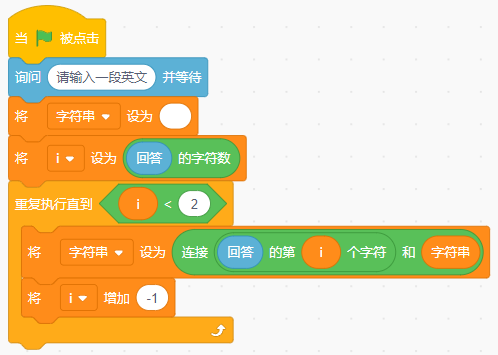 当 被点击
询问 请输入一段英文 并等待
将 字符串 设为
将 i 设为 回答 的字符数
重复执行直到 i < 2
将 字符串 设为 连接 回答 的第 i 个字符 和 字符串
将 i 增加 -1